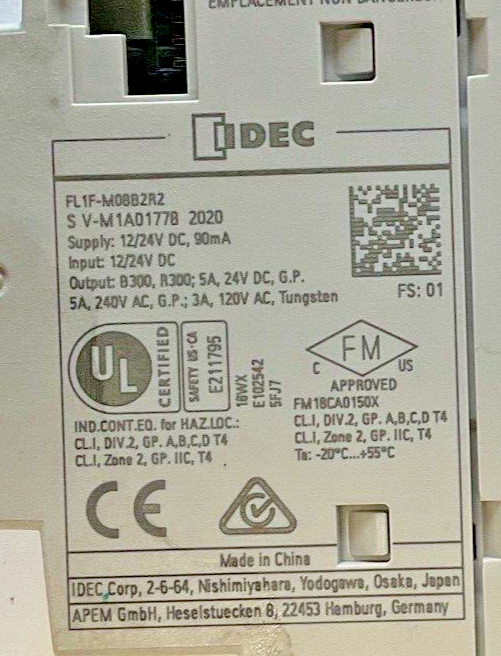 EMPLACEMENT NON DANGEREUX
IDEC
FL1F-M08B2R2
S V-M1A01778 2020
Supply: 12/24V DC, 90mA
Input: 12/24V DC
Output: B300, R300; 5A, 24V DC, G.P.
5A, 240V AC, G.P.; 3A, 120V AC, Tungsten
FS: 01
UL
CERTIFIED
SAFETY US-CA
E211795
18WX
E102542
5FJ7
FM
C US
APPROVED
FM18CA0150X
CL.I, DIV.2, GP. A,B,C,D T4
CL.I, Zone 2, GP. IIC, T4
Ta: -20°C...+55°C
IND.CONT.EQ. for HAZ.LOC.:
CL.I, DIV.2, GP. A,B,C,D T4
CL.I, Zone 2, GP. IIC, T4
CE
Made in China
IDEC Corp, 2-6-64, Nishimiyahara, Yodogawa, Osaka, Japan
APEM GmbH, Heselstuecken 8, 22453 Hamburg, Germany